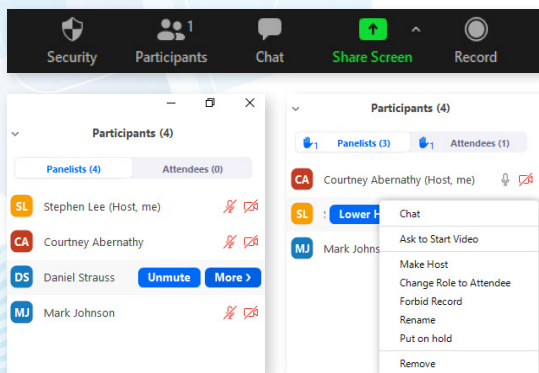 1
Security Participants Chat Share Screen Record
Participants (4)
Panelists (4) Attendees (0)
SL Stephen Lee (Host, me)
CA Courtney Abernathy
DS Daniel Strauss Unmute More >
MJ Mark Johnson
Participants (4)
1 Panelists (3) 1 Attendees (1)
CA Courtney Abernathy (Host, me)
SL Lower
MJ Mark Johns
Chat
Ask to Start Video
Make Host
Change Role to Attendee
Forbid Record
Rename
Put on hold
Remove